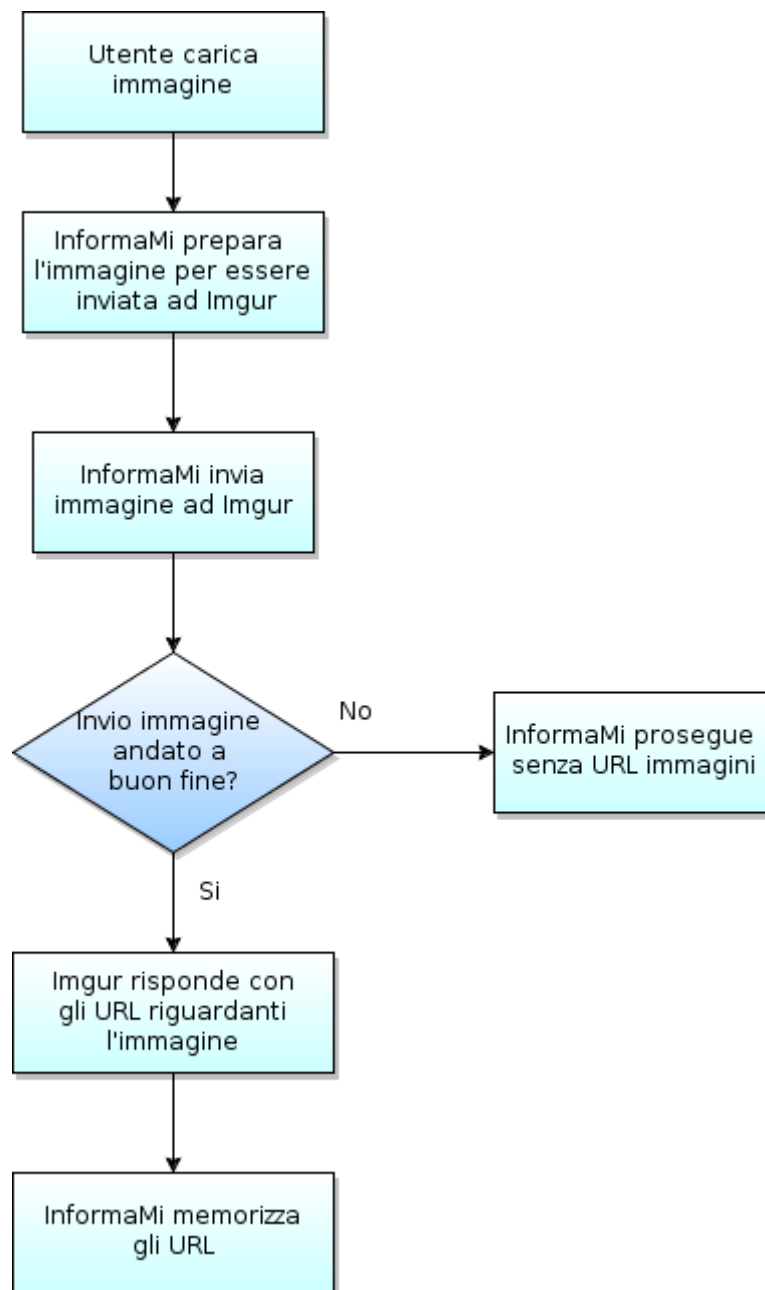 Utente carica
immagine
InformaMi prepara
l'immagine per essere
inviata ad Imgur
InformaMi invia
immagine ad Imgur
Invio immagine
andato a
buon fine?
No
InformaMi prosegue
senza URL immagini
Si
Imgur risponde con
gli URL riguardanti
l'immagine
InformaMi memorizza
gli URL